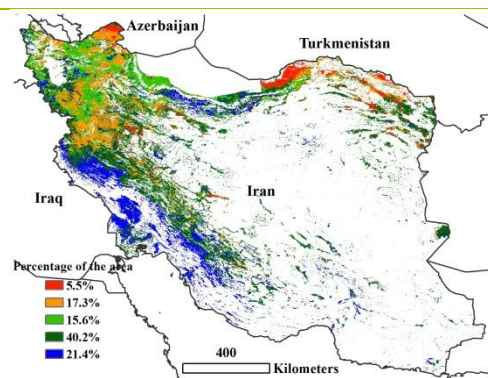 Azerbaijan
Turkmenistan
Iraq
Iran
Percentage of the area
5.5%
17.3%
15.6%
40.2%
21.4%
400
Kilometers